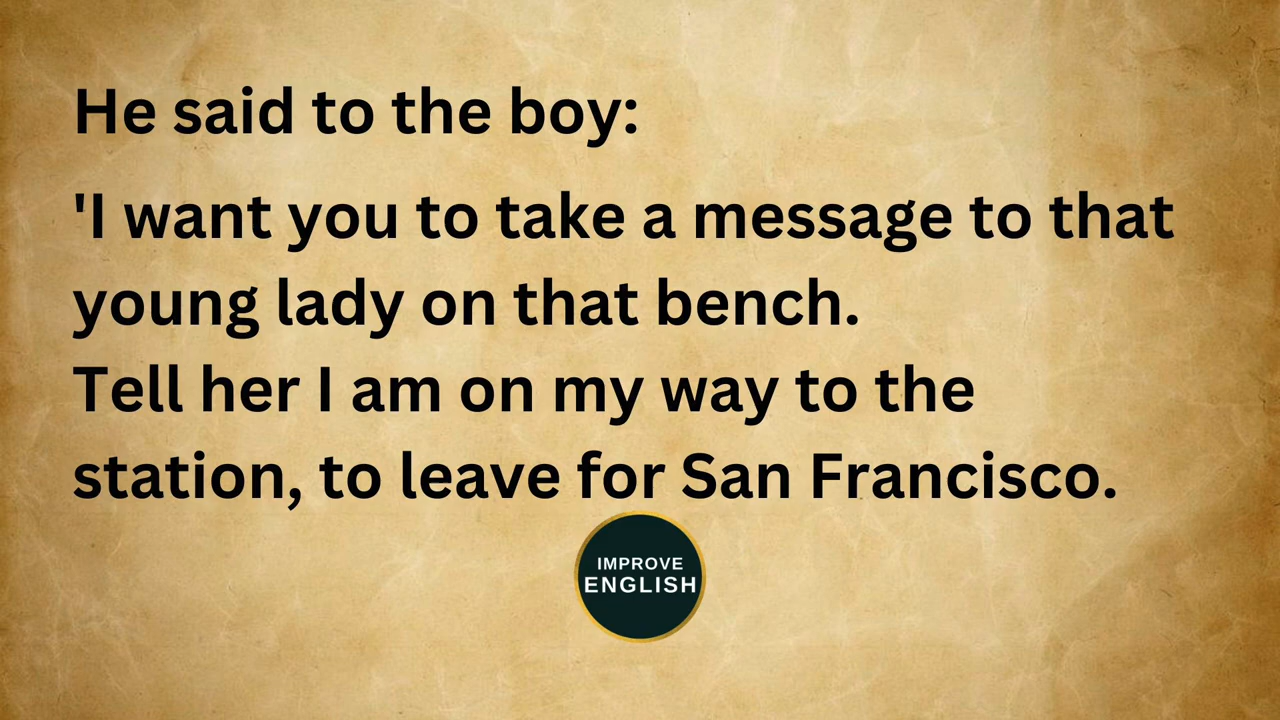 He said to the boy:
'I want you to take a message to that
young lady on that bench.
Tell her I am on my way to the
station, to leave for San Francisco.
IMPROVE
ENGLISH